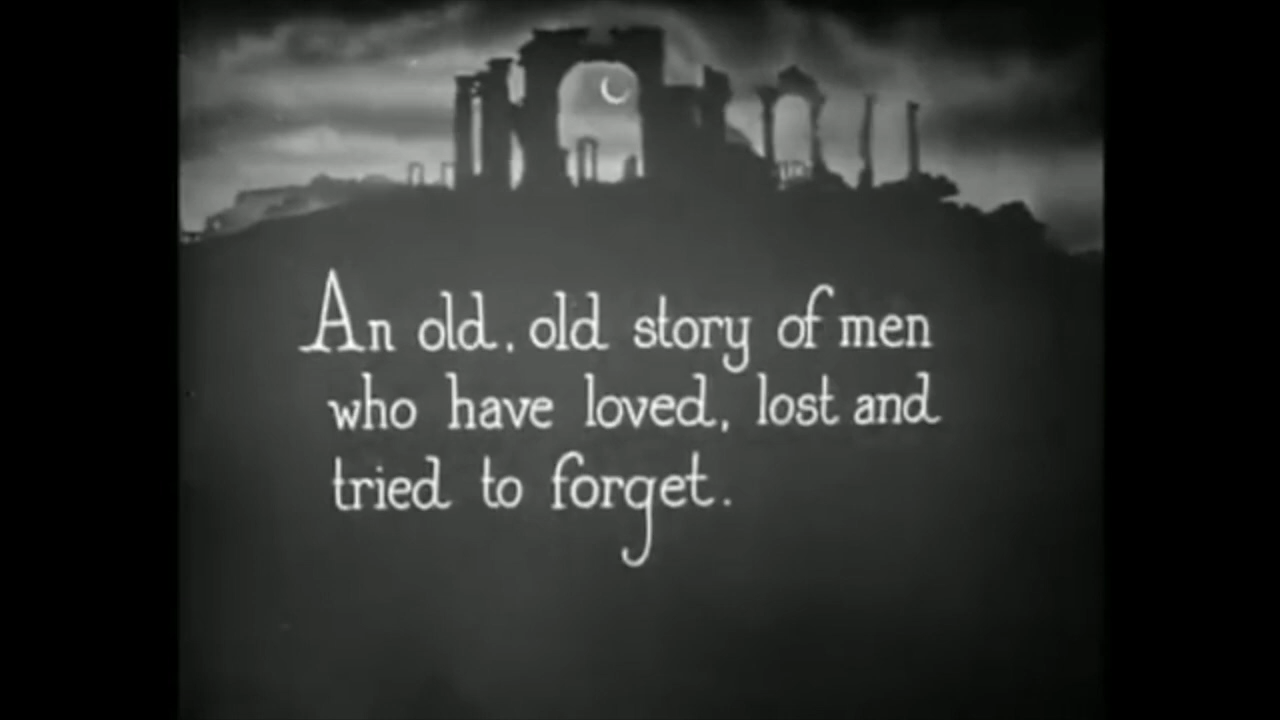 An old, old story of men
who have loved, lost and
tried to forget.